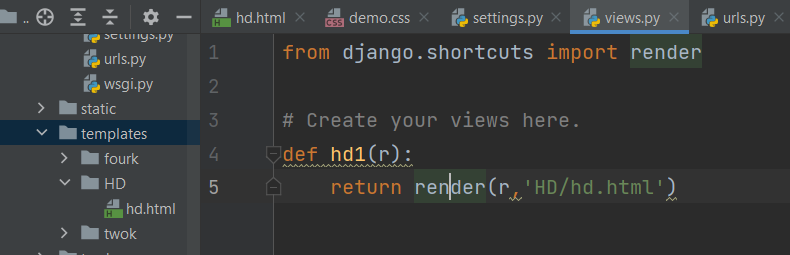 ..
hd.html
demo.css
settings.py
views.py
urls.py
settings.py
urls.py
wsgi.py
static
templates
fourk
HD
hd.html
twok
1 from django.shortcuts import render
2
3 # Create your views here.
4 def hd1(r):
5 return render(r,'HD/hd.html')